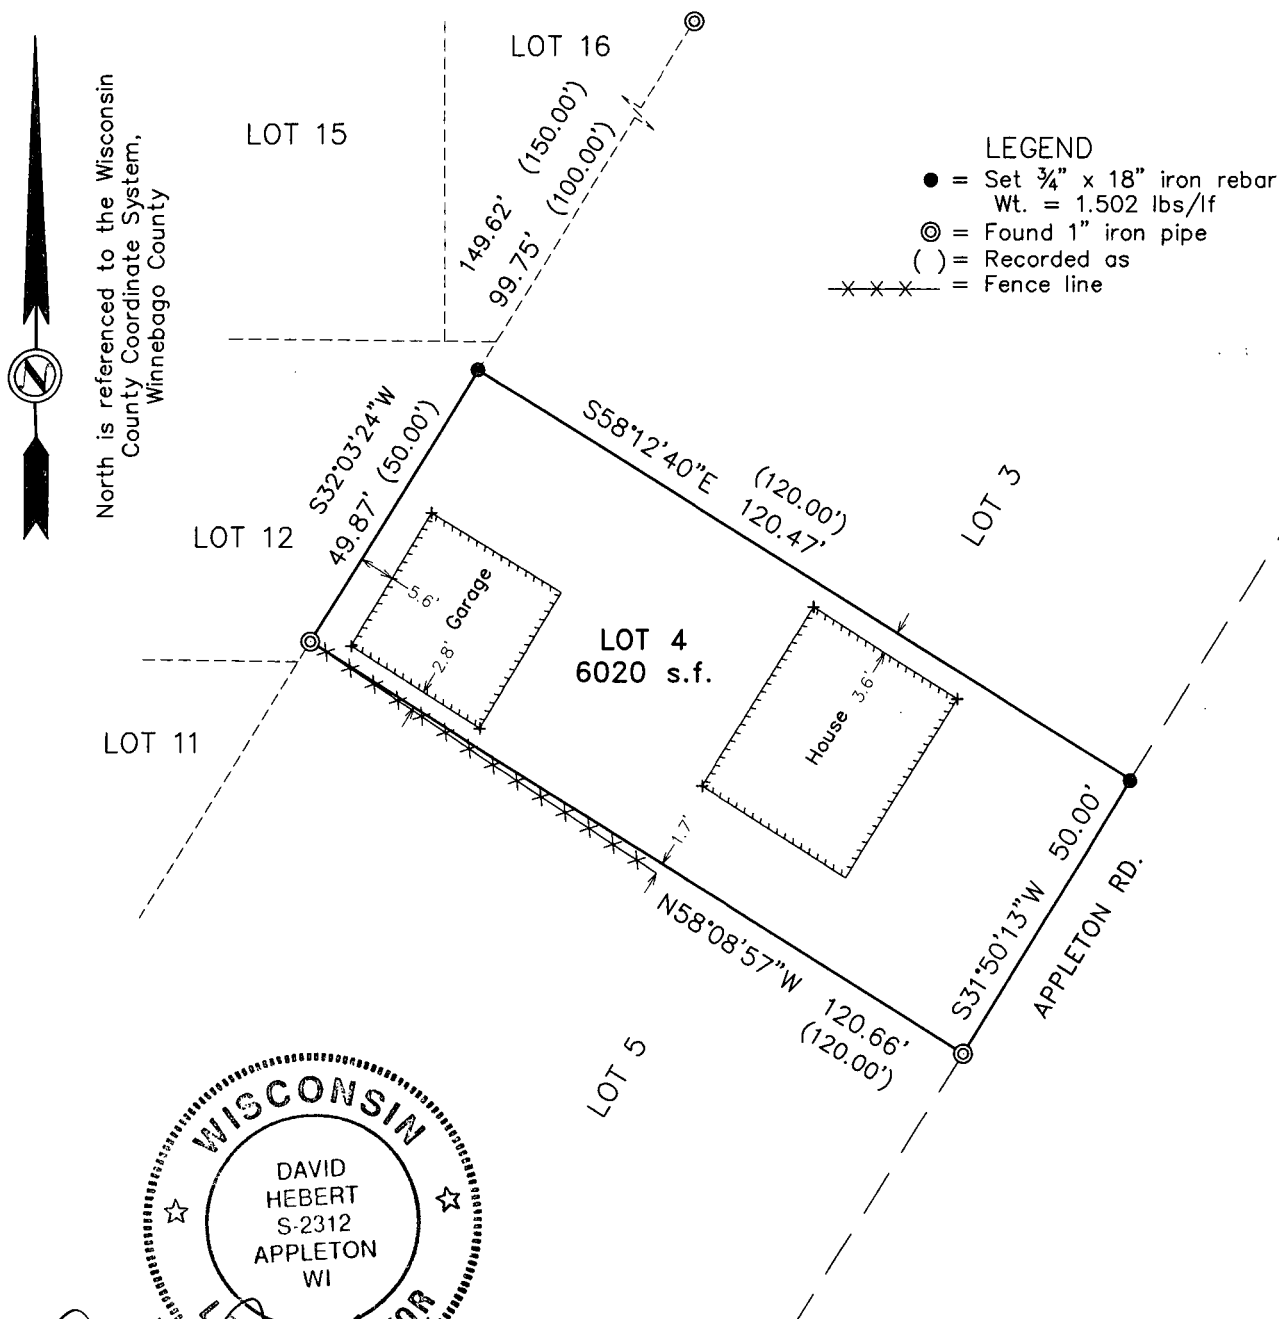 LOT 16
LOT 15
North is referenced to the Wisconsin
County Coordinate System,
Winnebago County
N
149.62' (150.00')
99.75' (100.00')
LEGEND
● = Set ¾" x 18" iron rebar
Wt. = 1.502 lbs/lf
◎ = Found 1" iron pipe
( ) = Recorded as
—x—x—x— = Fence line
S32°03'24"W
49.87' (50.00')
S58°12'40"E
120.47'
(120.00')
LOT 3
LOT 12
5.6'
Garage
2.8'
LOT 4
6020 s.f.
3.6'
House
LOT 11
1.7'
N58°08'57"W
120.66'
(120.00')
S31°50'13"W 50.00'
APPLETON RD.
LOT 5
WISCONSIN
DAVID
HEBERT
S-2312
APPLETON
WI